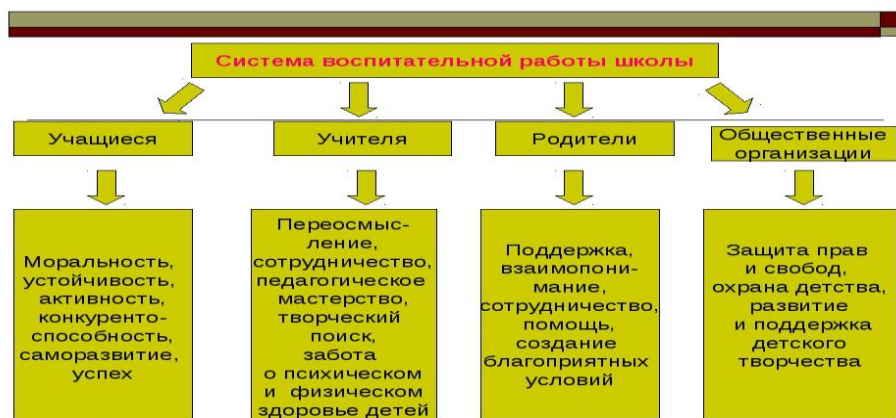 Система воспитательной работы школы
Учащиеся
Учителя
Родители
Общественные
организации
Моральность,
устойчивость,
активность,
конкуренто-
способность,
саморазвитие,
успех
Переосмыс-
ление,
сотрудничество,
педагогическое
мастерство,
творческий
поиск,
забота
о психическом
и физическом
здоровье детей
Поддержка,
взаимопони-
мание,
сотрудничество,
помощь,
создание
благоприятных
условий
Защита прав
и свобод,
охрана детства,
развитие
и поддержка
детского
творчества